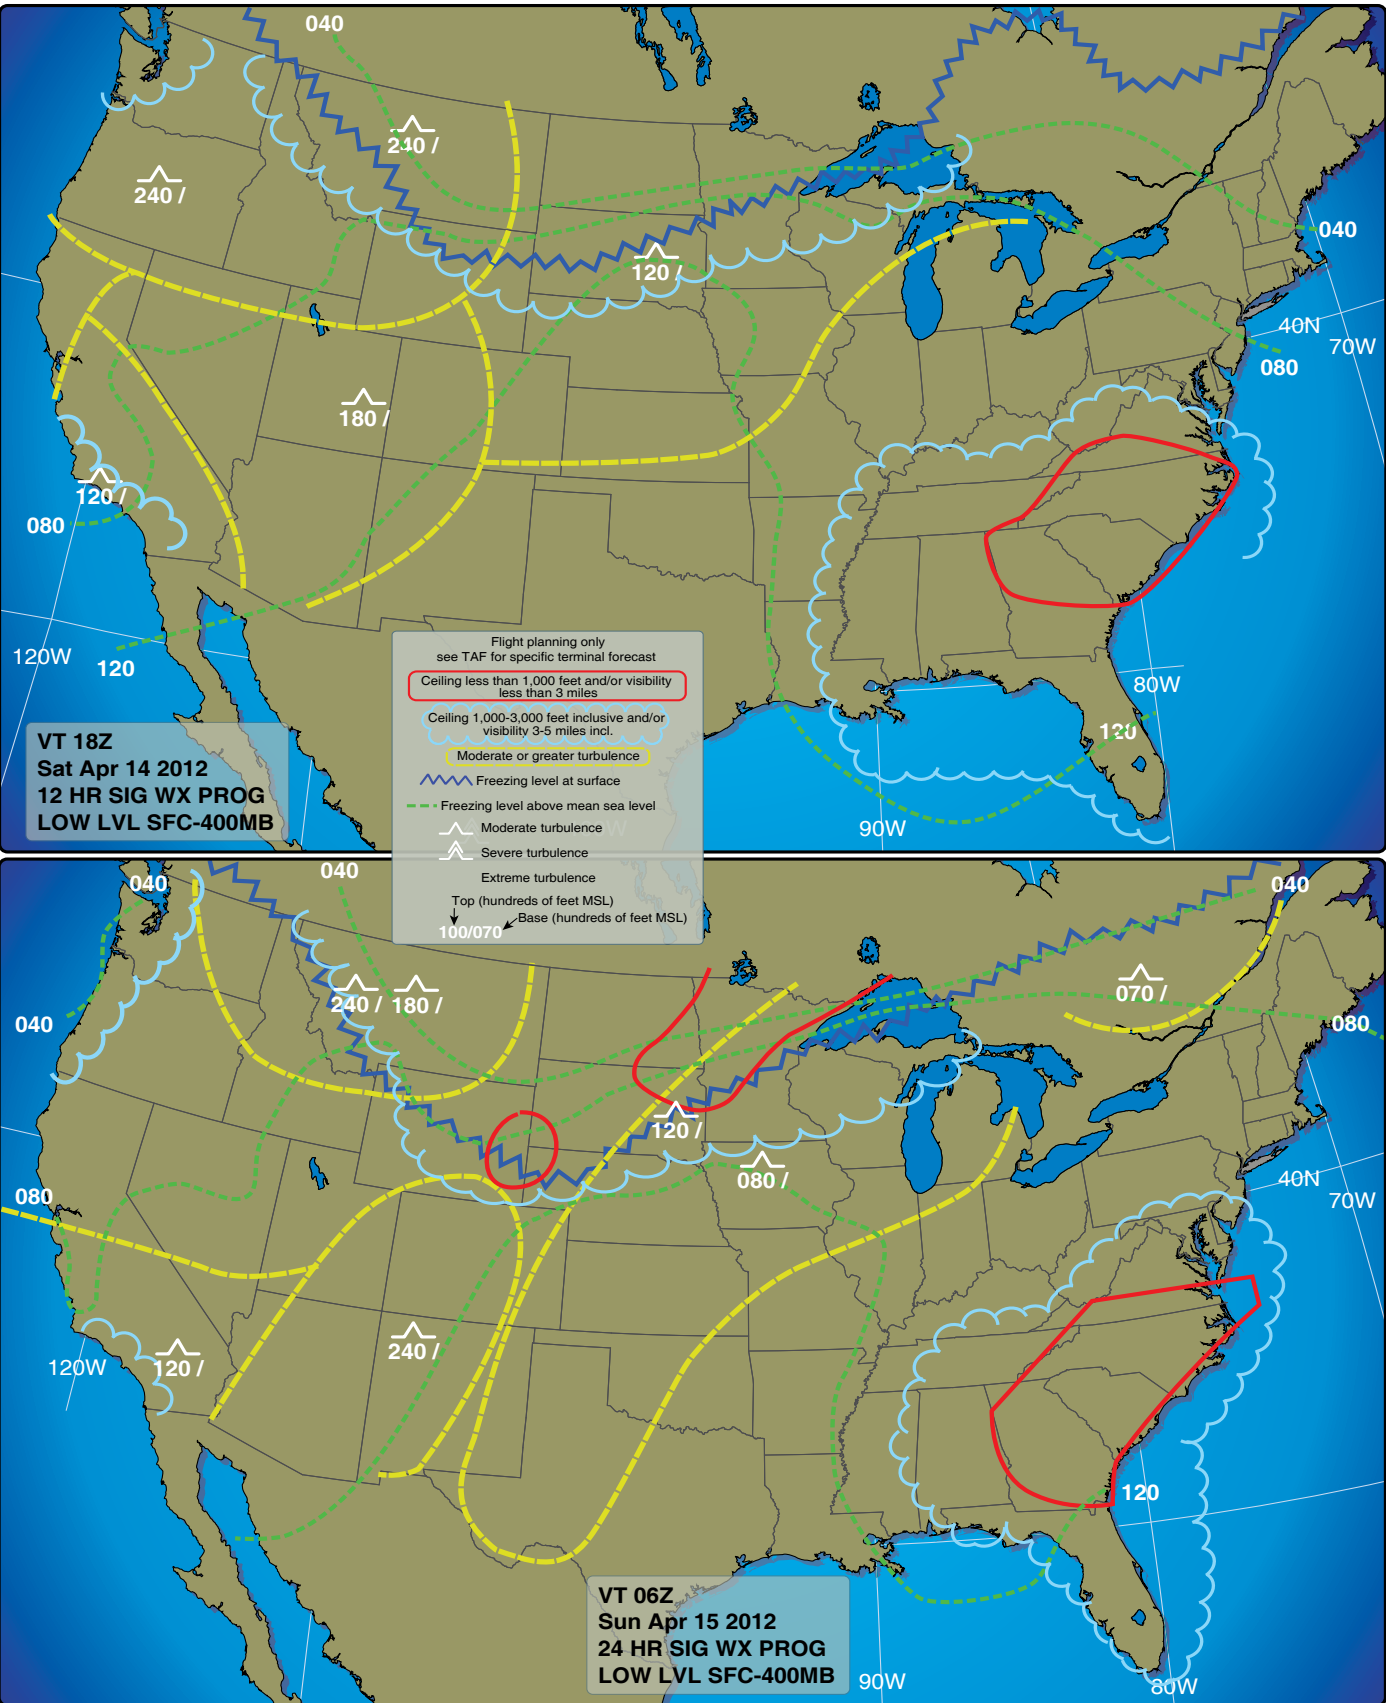 040
240 /
240 /
040
120 /
40N
70W
080
180 /
120 /
080
120W
120
80W
120
90W
VT 18Z
Sat Apr 14 2012
12 HR SIG WX PROG
LOW LVL SFC-400MB
Flight planning only
see TAF for specific terminal forecast
Ceiling less than 1,000 feet and/or visibility
less than 3 miles
Ceiling 1,000-3,000 feet inclusive and/or
visibility 3-5 miles incl.
Moderate or greater turbulence
Freezing level at surface
Freezing level above mean sea level
Moderate turbulence
Severe turbulence
Extreme turbulence
Top (hundreds of feet MSL)
Base (hundreds of feet MSL)
100/070
040
040
040
240 /
180 /
070 /
040
080
120 /
080 /
40N
70W
080
240 /
120W
120 /
120
VT 06Z
Sun Apr 15 2012
24 HR SIG WX PROG
LOW LVL SFC-400MB
90W
80W